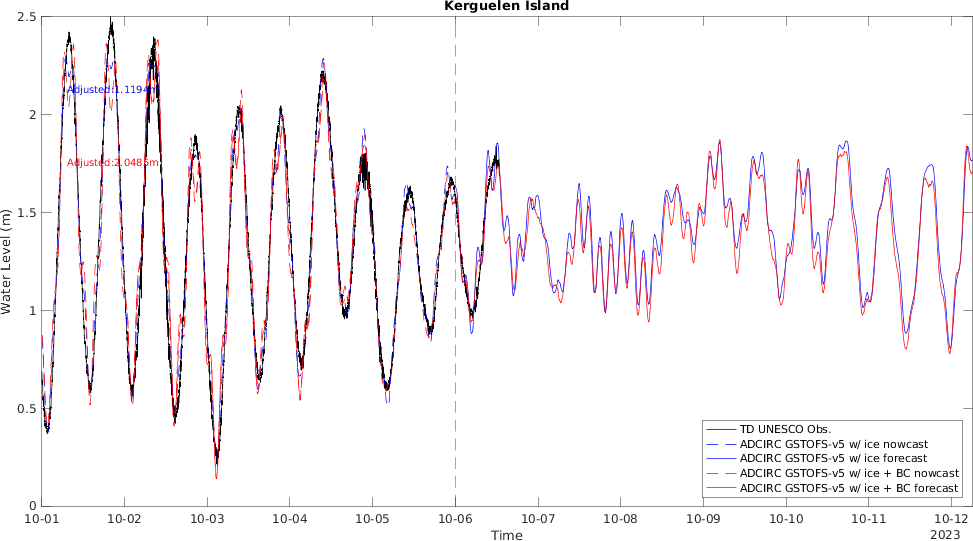 Kerguelen Island
2.5
2
1.5
1
0.5
0
Water Level (m)
Adjusted:1.1194m
Adjusted:2.0485m
TD UNESCO Obs.
ADCIRC GSTOFS-v5 w/ ice nowcast
ADCIRC GSTOFS-v5 w/ ice forecast
ADCIRC GSTOFS-v5 w/ ice + BC nowcast
ADCIRC GSTOFS-v5 w/ ice + BC forecast
10-01 10-02 10-03 10-04 10-05 10-06 10-07 10-08 10-09 10-10 10-11 10-12
Time
2023